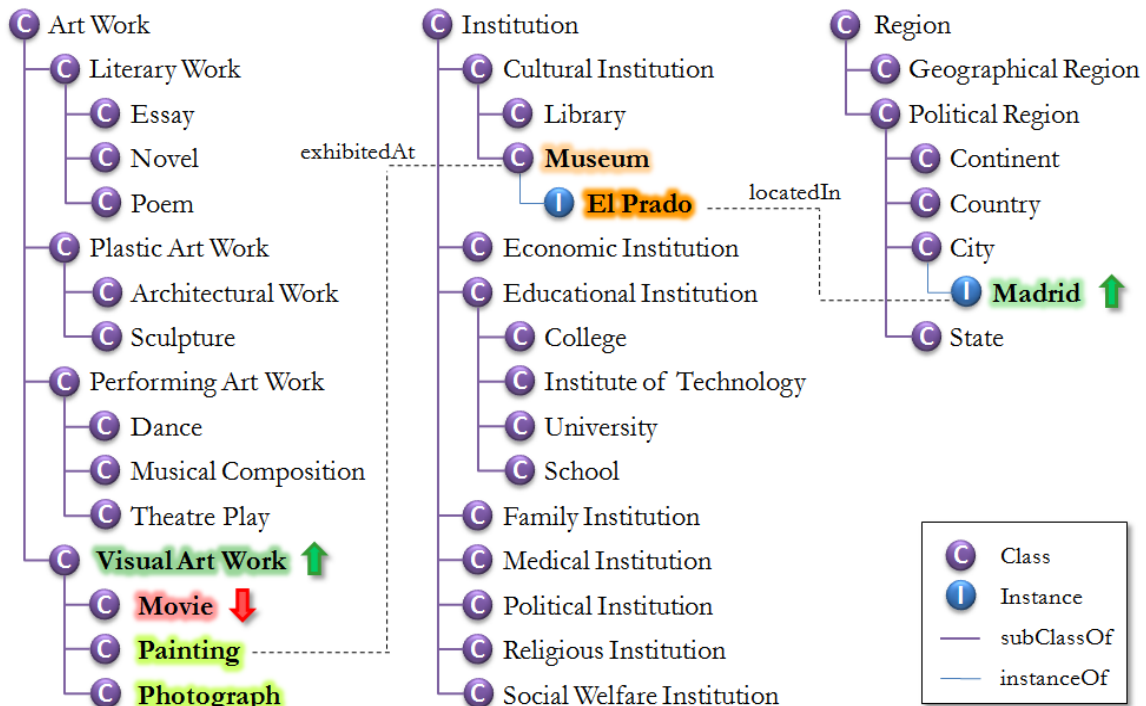 Art Work
Literary Work
Essay
Novel
Poem
Plastic Art Work
Architectural Work
Sculpture
Performing Art Work
Dance
Musical Composition
Theatre Play
Visual Art Work
Movie
Painting
Photograph
exhibitedAt
Institution
Cultural Institution
Library
Museum
El Prado
Economic Institution
Educational Institution
College
Institute of Technology
University
School
Family Institution
Medical Institution
Political Institution
Religious Institution
Social Welfare Institution
locatedIn
Region
Geographical Region
Political Region
Continent
Country
City
Madrid
State
C Class
I Instance
subClassOf
instanceOf